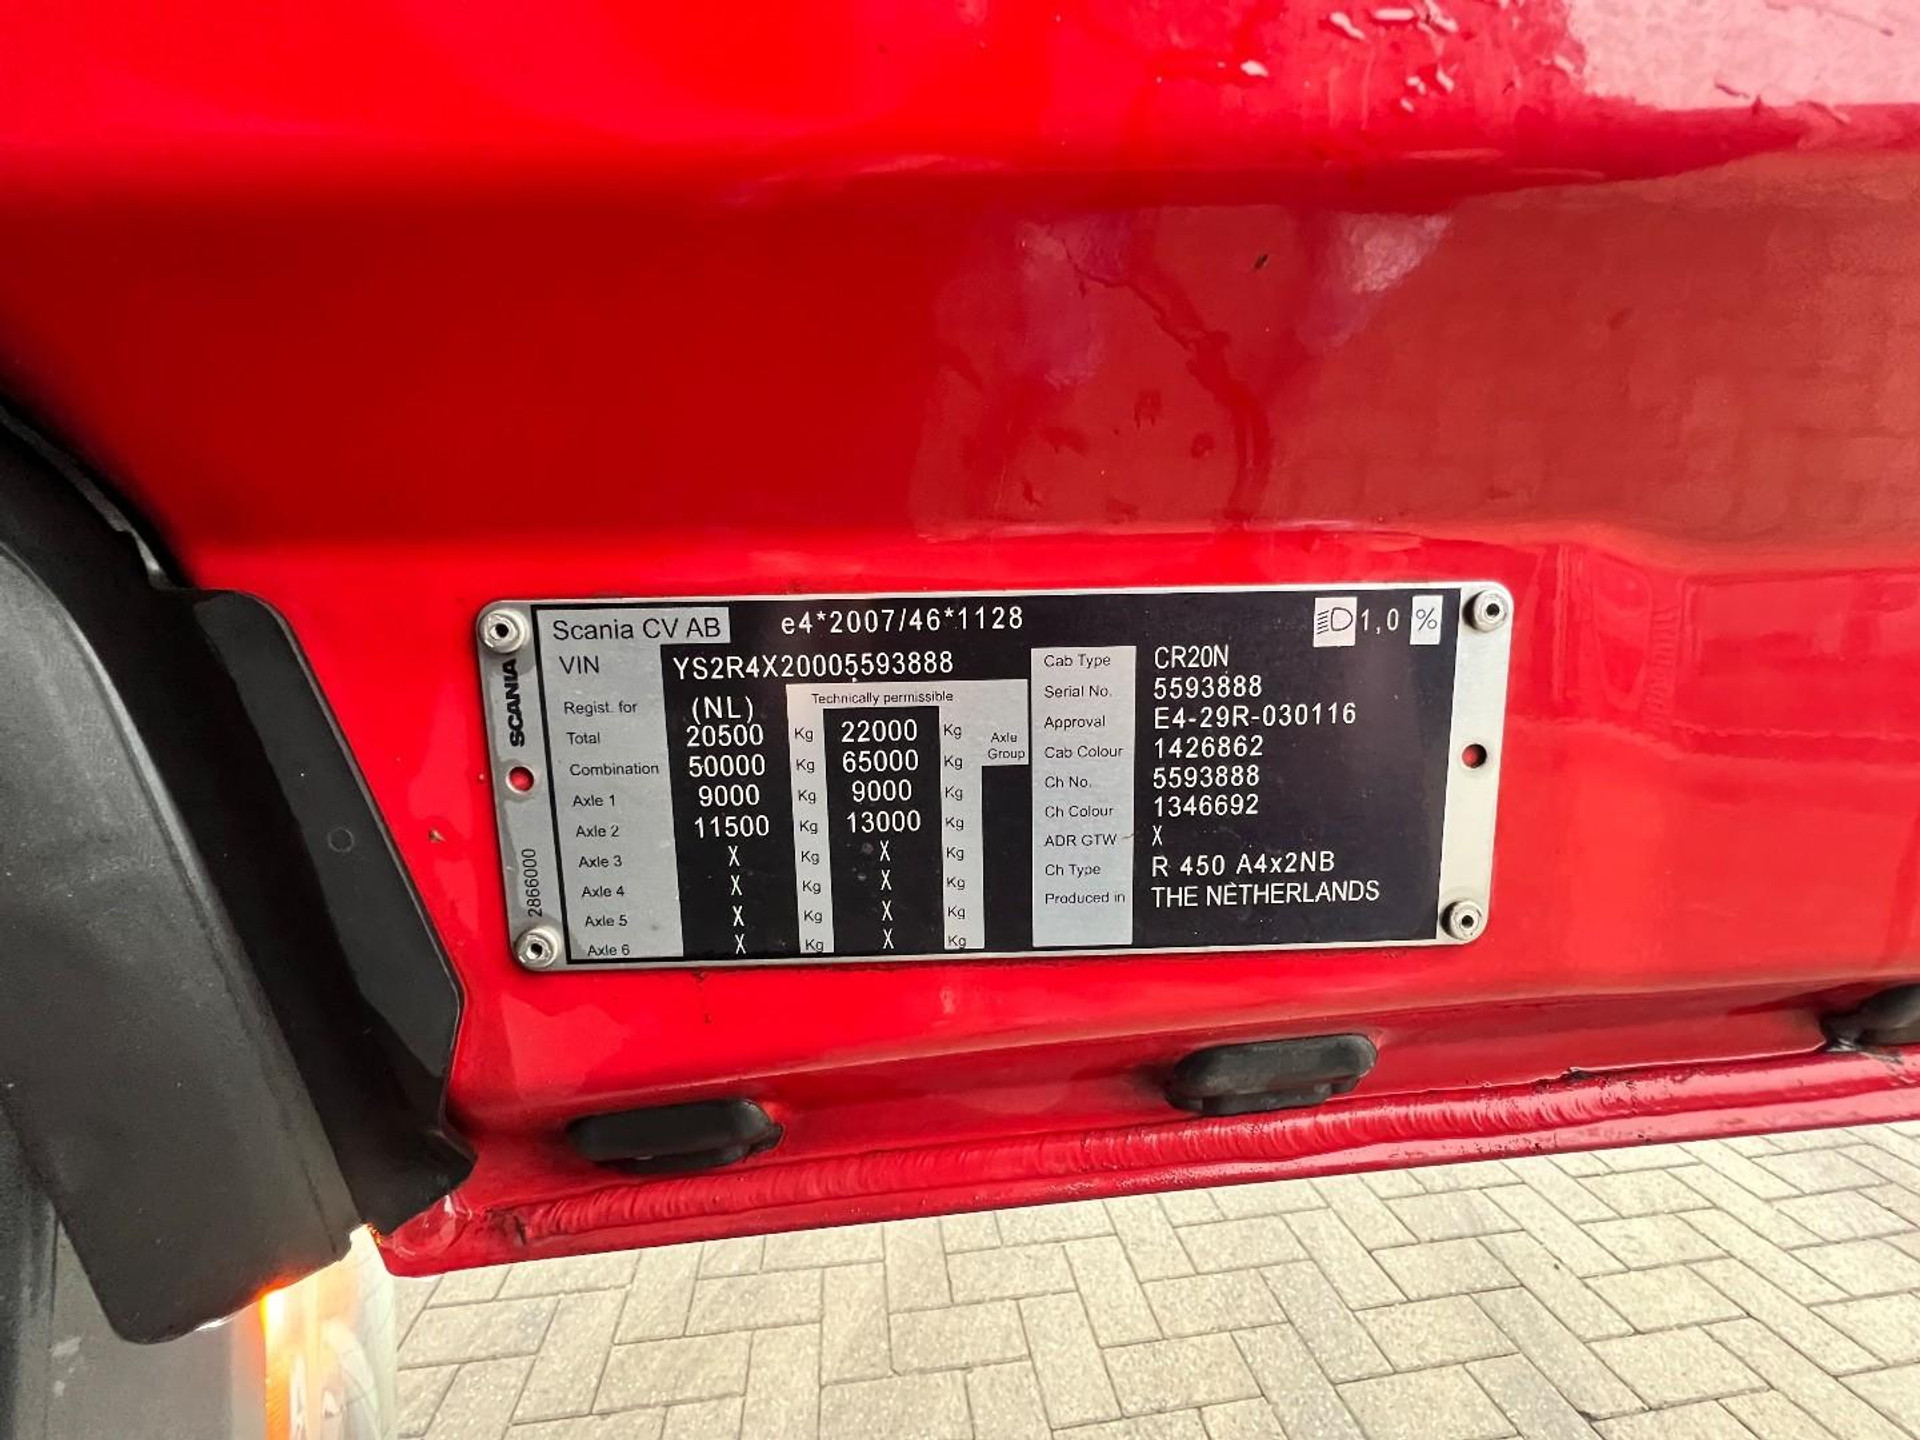 Scania CV AB e4*2007/46*1128 1,0 %
VIN YS2R4X20005593888
Regist. for (NL) Technically permissible
Total 20500 Kg 22000 Kg Axle Group
Combination 50000 Kg 65000 Kg
Axle 1 9000 Kg 9000 Kg
Axle 2 11500 Kg 13000 Kg
Axle 3 X Kg X Kg
Axle 4 X Kg X Kg
Axle 5 X Kg X Kg
Axle 6 X Kg X Kg
Cab Type CR20N
Serial No. 5593888
Approval E4-29R-030116
Cab Colour 1426862
Ch No. 5593888
Ch Colour 1346692
ADR GTW X
Ch Type R 450 A4x2NB
Produced in THE NETHERLANDS
SCANIA
2866000